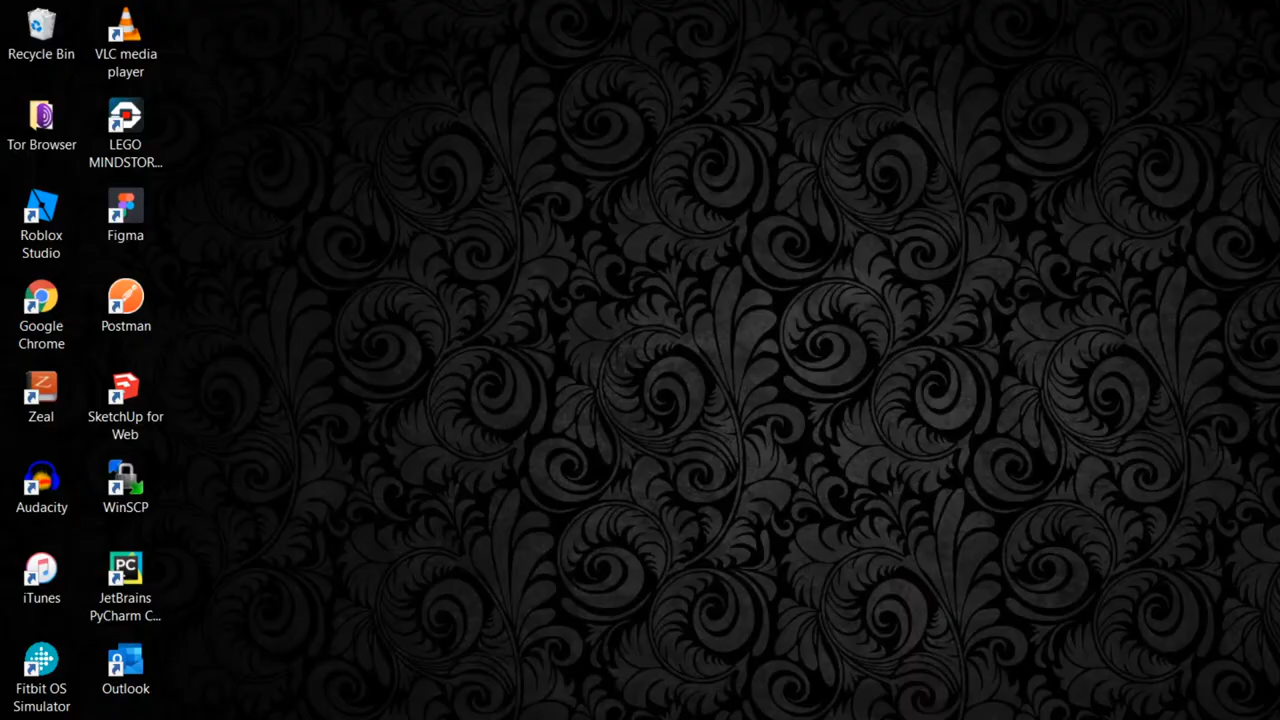 Recycle Bin
VLC media
player
Tor Browser
LEGO
MINDSTOR...
Roblox
Studio
Figma
Google
Chrome
Postman
Zeal
SketchUp for
Web
Audacity
WinSCP
iTunes
PC
JetBrains
PyCharm C...
Fitbit OS
Simulator
Outlook